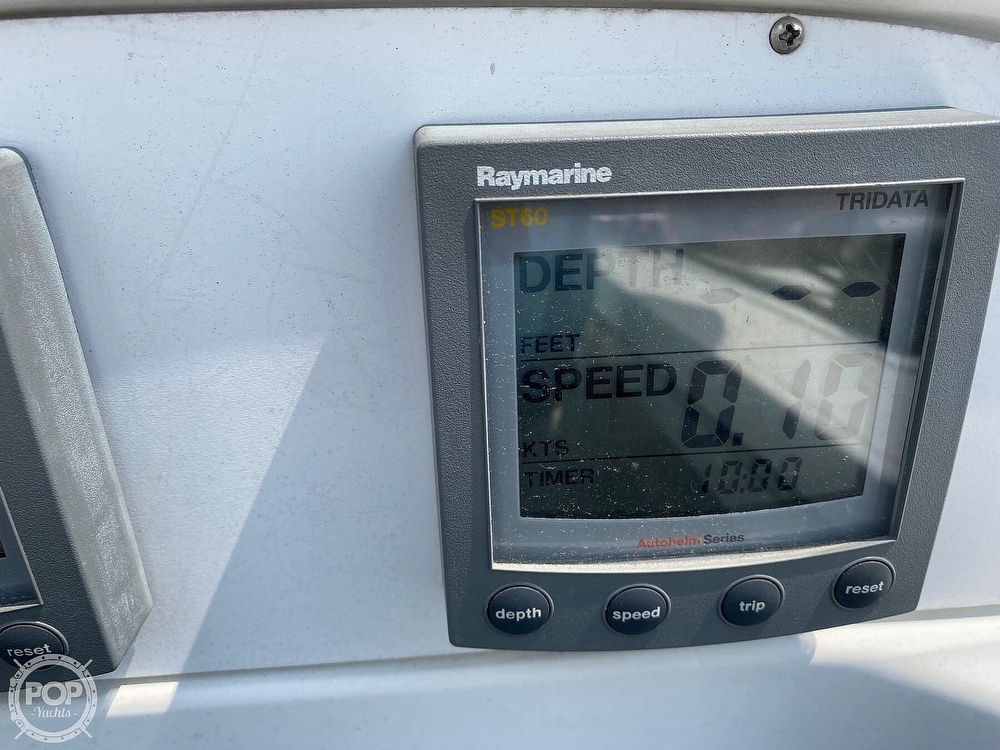 Raymarine
ST60 TRIDATA
DEPTH - - -
FEET
SPEED 0.10
KTS
TIMER 10:00
Autohelm Series
depth speed trip reset
reset
POP
Yachts